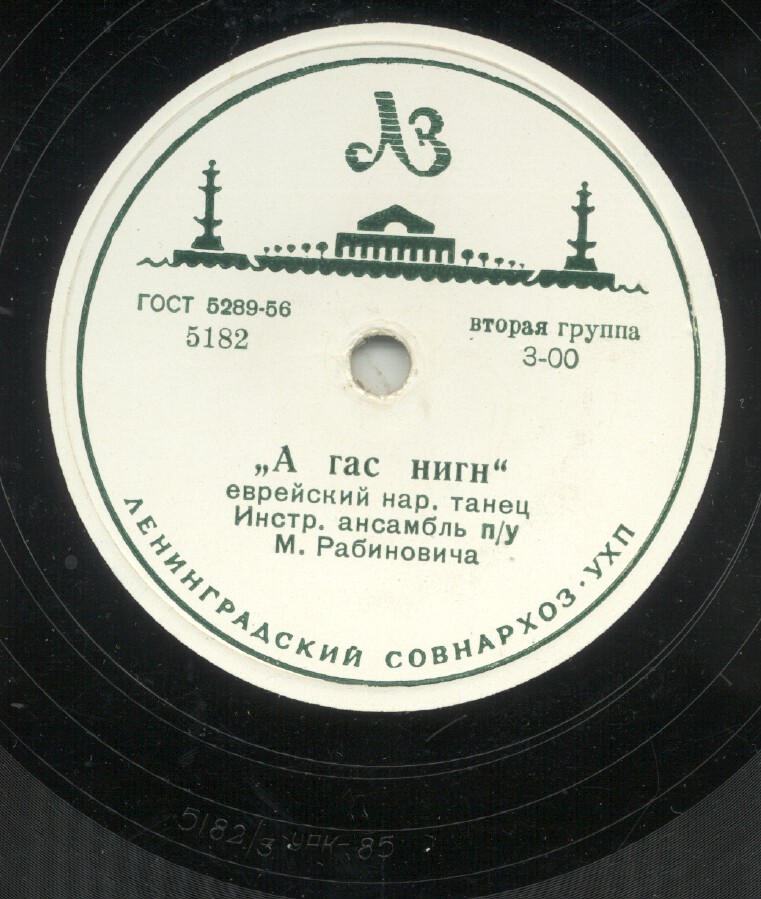 ЛЗ
ГОСТ 5289-56
5182
вторая группа
3-00
„А гас нигн“
еврейский нар. танец
Инстр. ансамбль п/у
М. Рабиновича
ЛЕНИНГРАДСКИЙ СОВНАРХОЗ·УХП
5182/3